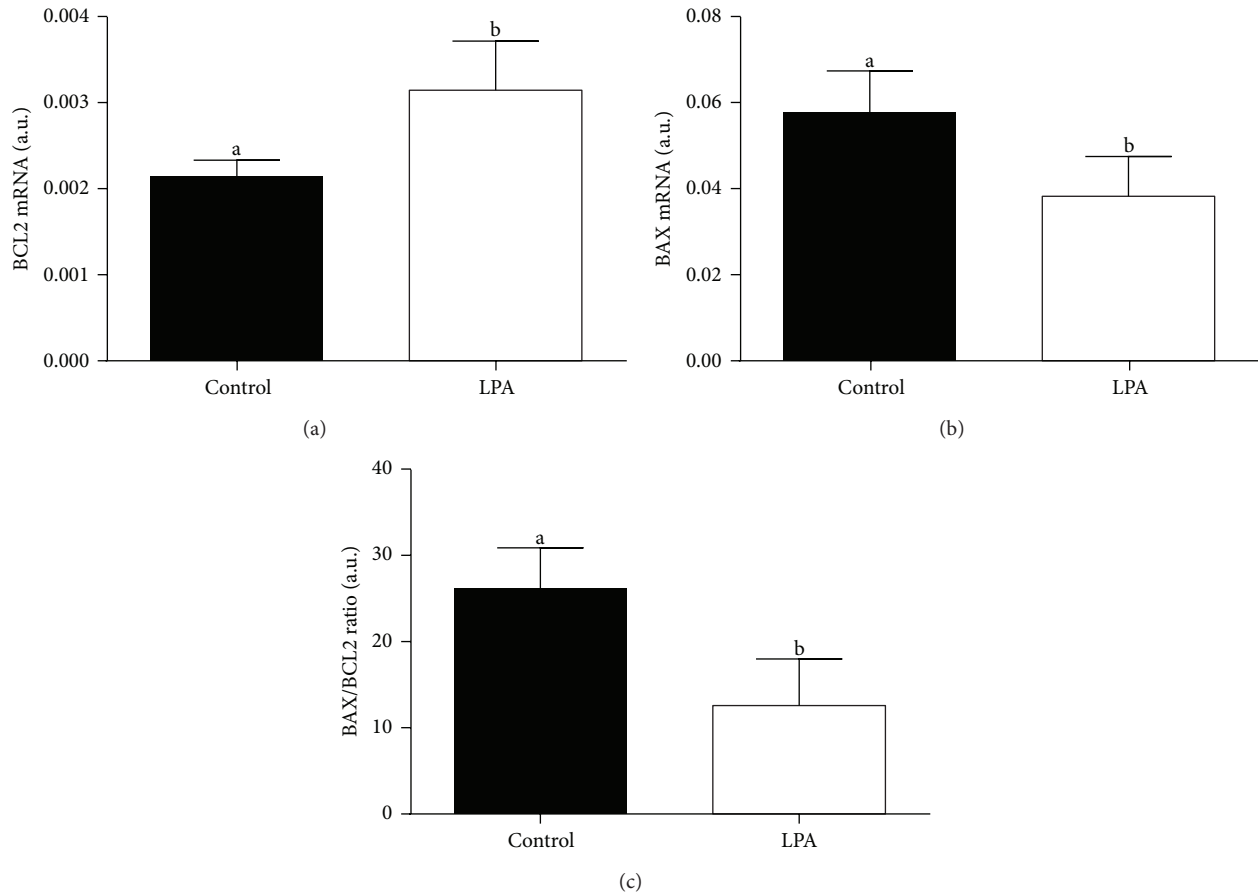 0.004
0.003
0.002
0.001
0.000
BCL2 mRNA (a.u.)
a
b
Control
LPA
(a)
0.08
0.06
0.04
0.02
0.00
BAX mRNA (a.u.)
a
b
Control
LPA
(b)
40
30
20
10
0
BAX/BCL2 ratio (a.u.)
a
b
Control
LPA
(c)